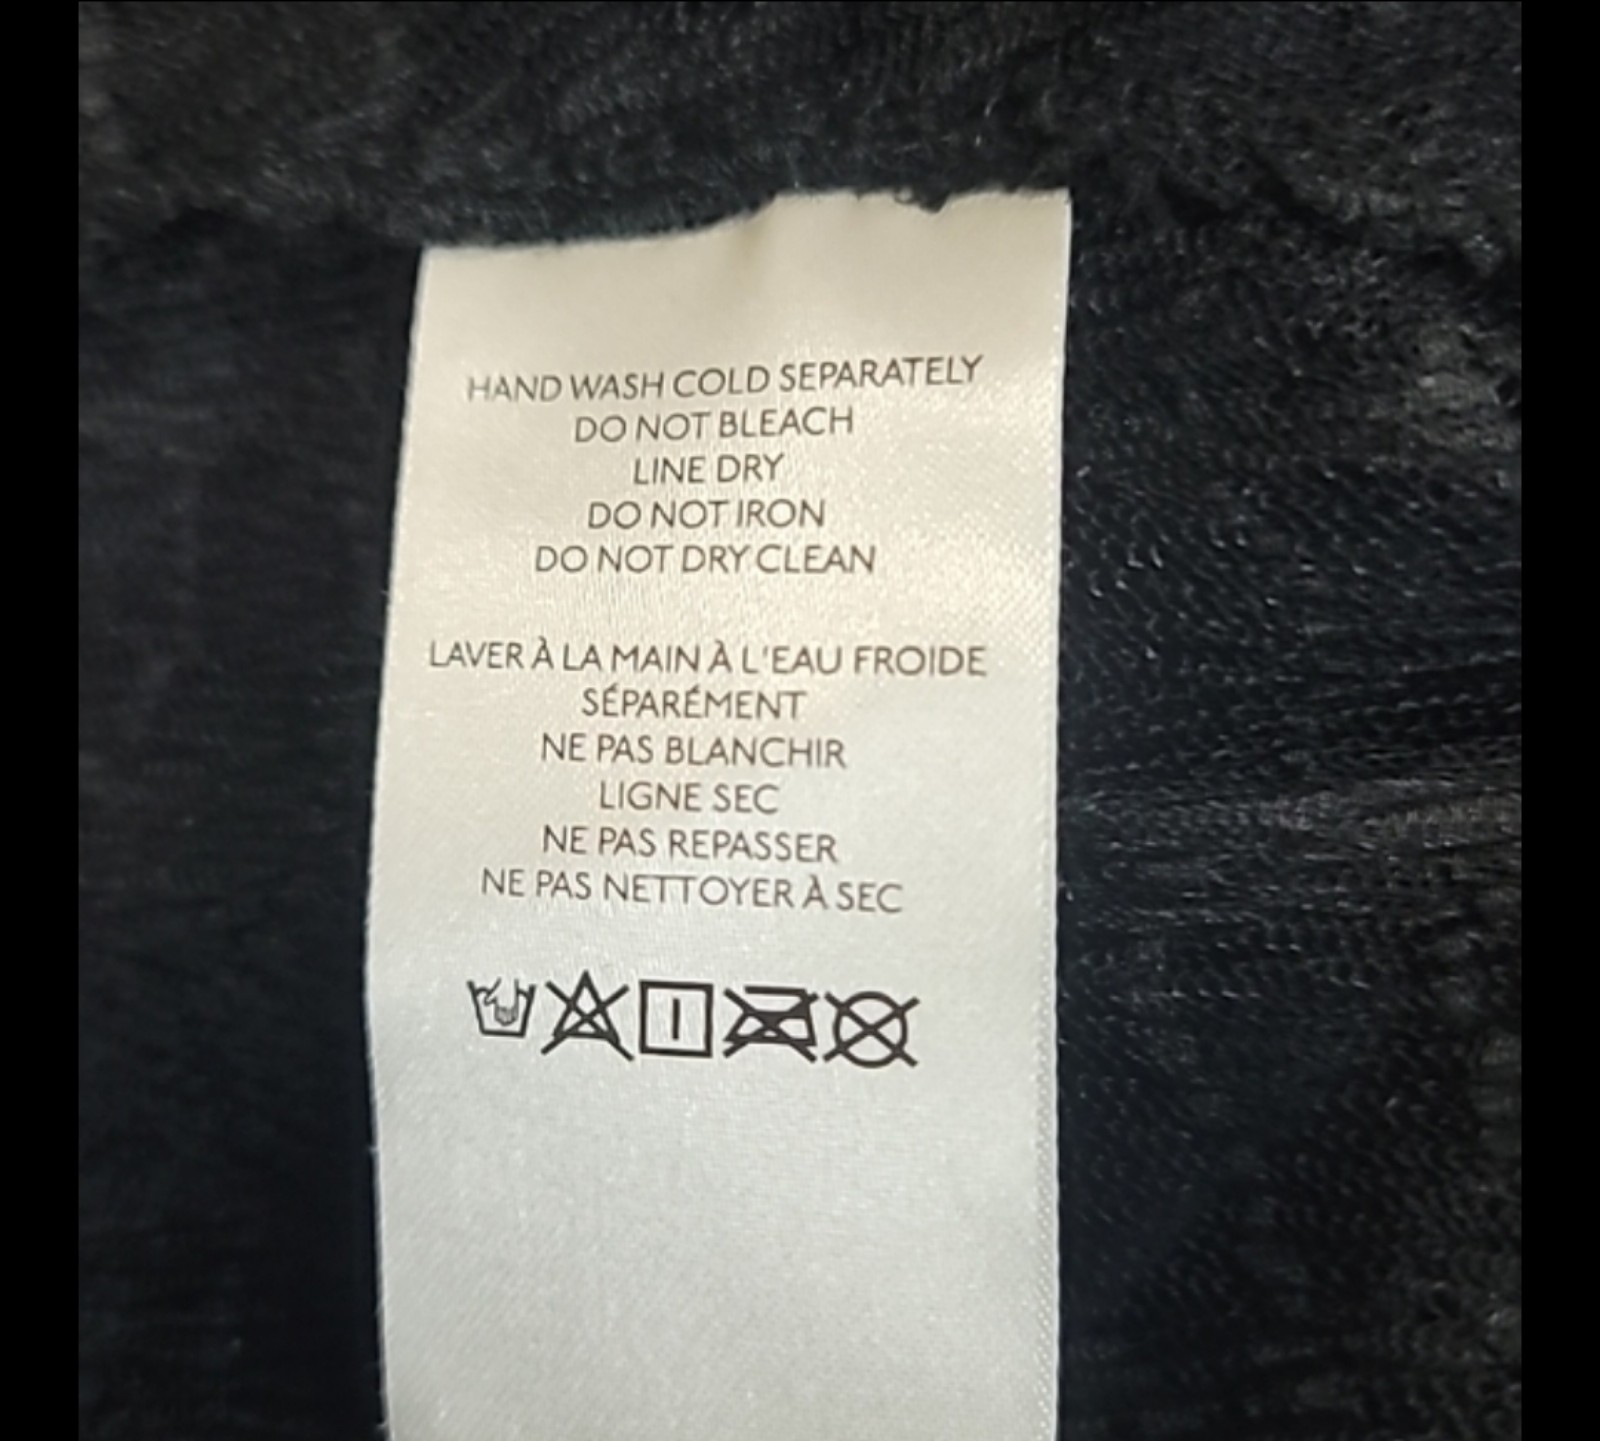 HAND WASH COLD SEPARATELY
DO NOT BLEACH
LINE DRY
DO NOT IRON
DO NOT DRY CLEAN
LAVER À LA MAIN À L'EAU FROIDE
SÉPARÉMENT
NE PAS BLANCHIR
LIGNE SEC
NE PAS REPASSER
NE PAS NETTOYER À SEC